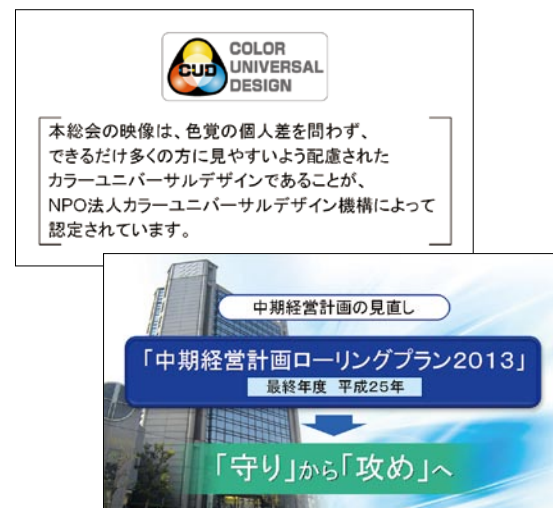 CUD
COLOR
UNIVERSAL
DESIGN
本総会の映像は、色覚の個人差を問わず、
できるだけ多くの方に見やすいよう配慮された
カラーユニバーサルデザインであることが、
NPO法人カラーユニバーサルデザイン機構によって
認定されています。
中期経営計画の見直し
「中期経営計画ローリングプラン2013」
最終年度 平成25年
「守り」から「攻め」へ